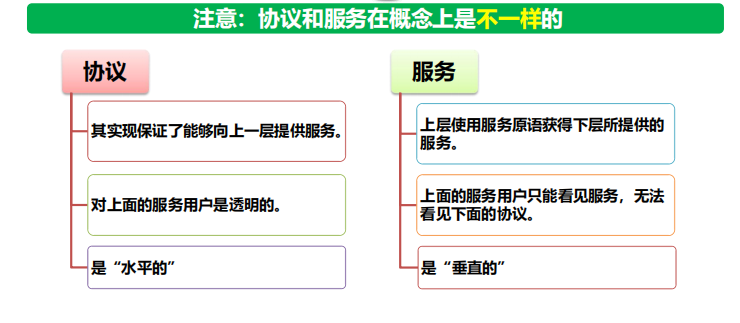 注意：协议和服务在概念上是不一样的
协议
其实现保证了能够向上一层提供服务。
对上面的服务用户是透明的。
是“水平的”
服务
上层使用服务原语获得下层所提供的
服务。
上面的服务用户只能看见服务，无法
看见下面的协议。
是“垂直的”